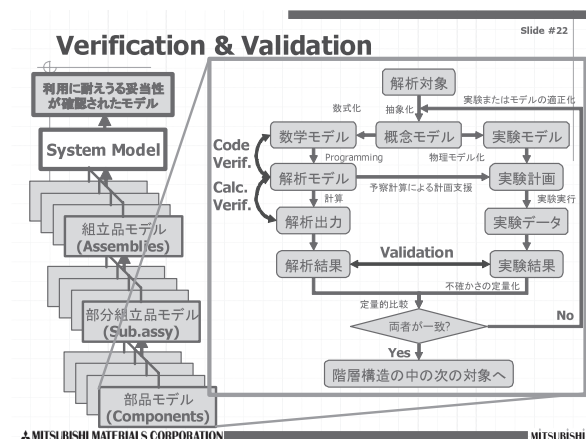 Slide #22
Verification & Validation
利用に耐えうる妥当性
が確認されたモデル
System Model
組立品モデル
(Assemblies)
部分組立品モデル
(Sub.assy)
部品モデル
(Components)
解析対象
数式化
抽象化
実験またはモデルの適正化
数学モデル
概念モデル
実験モデル
Code
Verif.
Programming
物理モデル化
解析モデル
予察計算による計画支援
実験計画
Calc.
Verif.
計算
実験実行
解析出力
実験データ
解析結果
Validation
実験結果
不確かさの定量化
定量的比較
両者が一致?
No
Yes
階層構造の中の次の対象へ
MITSUBISHI MATERIALS CORPORATION
MITSUBISHI